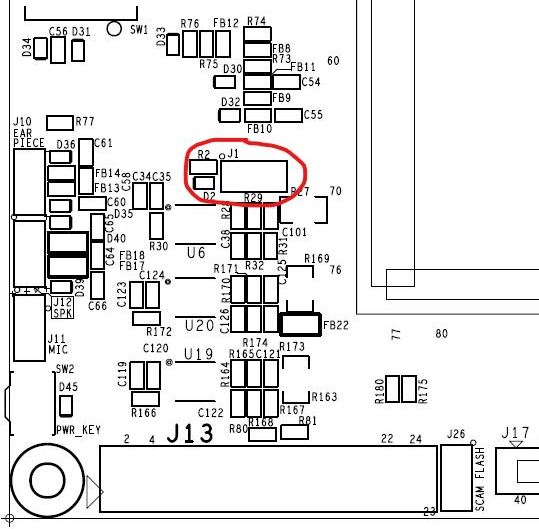 D34
C56
D31
SW1
D33
R76
FB12
R74
R75
FB8
R73
FB11
D30
C54
60
FB9
D32
C55
FB10
J10
EAR
PIECE
R77
D36
C61
FB14
FB13
C60
D35
C65
D40
C64
FB18
FB17
D39
C66
J12
SPK
J11
MIC
SW2
D45
PWR_KEY
R2
J1
D2
C58
C34
C35
R29
R27
70
R30
C38
R31
C101
U6
R32
R169
R171
C125
76
C123
C124
R170
R172
U20
C126
FB22
R174
R173
77
80
C120
U19
R165
C121
C119
R164
R163
R166
C122
R167
R168
R80
R81
R180
R175
2
4
J13
22
24
23
J26
SCAM FLASH
J17
40